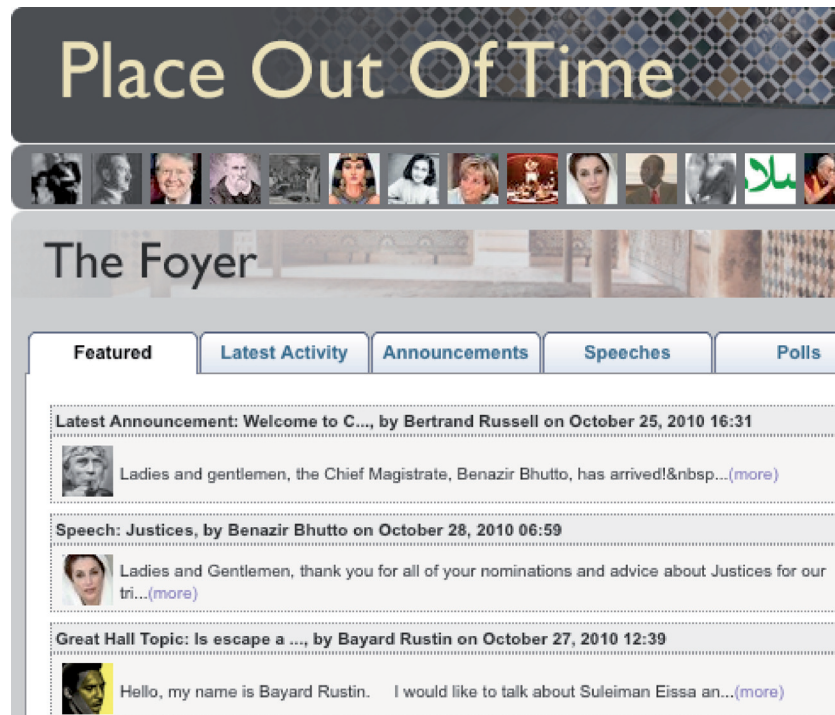 Place Out Of Time
سلا
The Foyer
Featured
Latest Activity
Announcements
Speeches
Polls
Latest Announcement: Welcome to C..., by Bertrand Russell on October 25, 2010 16:31
Ladies and gentlemen, the Chief Magistrate, Benazir Bhutto, has arrived!&nbsp...(more)
Speech: Justices, by Benazir Bhutto on October 28, 2010 06:59
Ladies and Gentlemen, thank you for all of your nominations and advice about Justices for our
tri...(more)
Great Hall Topic: Is escape a ..., by Bayard Rustin on October 27, 2010 12:39
Hello, my name is Bayard Rustin. I would like to talk about Suleiman Eissa an...(more)